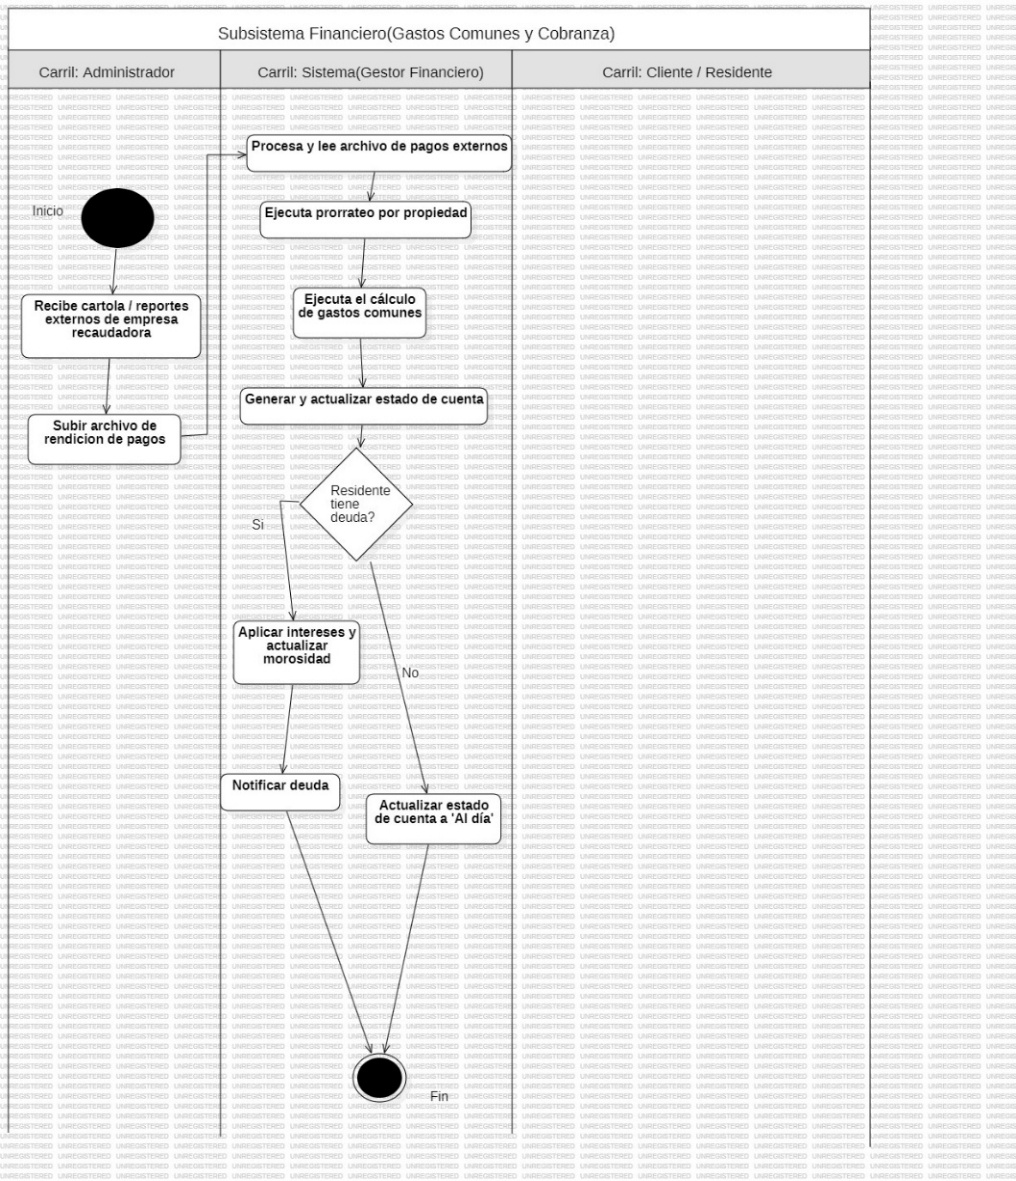 Subsistema Financiero(Gastos Comunes y Cobranza)
Carril: Administrador
Carril: Sistema(Gestor Financiero)
Carril: Cliente / Residente
Inicio
Recibe cartola / reportes
externos de empresa
recaudadora
Subir archivo de
rendicion de pagos
Procesa y lee archivo de pagos externos
Ejecuta prorrateo por propiedad
Ejecuta el cálculo
de gastos comunes
Generar y actualizar estado de cuenta
Residente
tiene
deuda?
Si
Aplicar intereses y
actualizar
morosidad
No
Notificar deuda
Actualizar estado
de cuenta a 'Al día'
Fin
UNREGISTERED